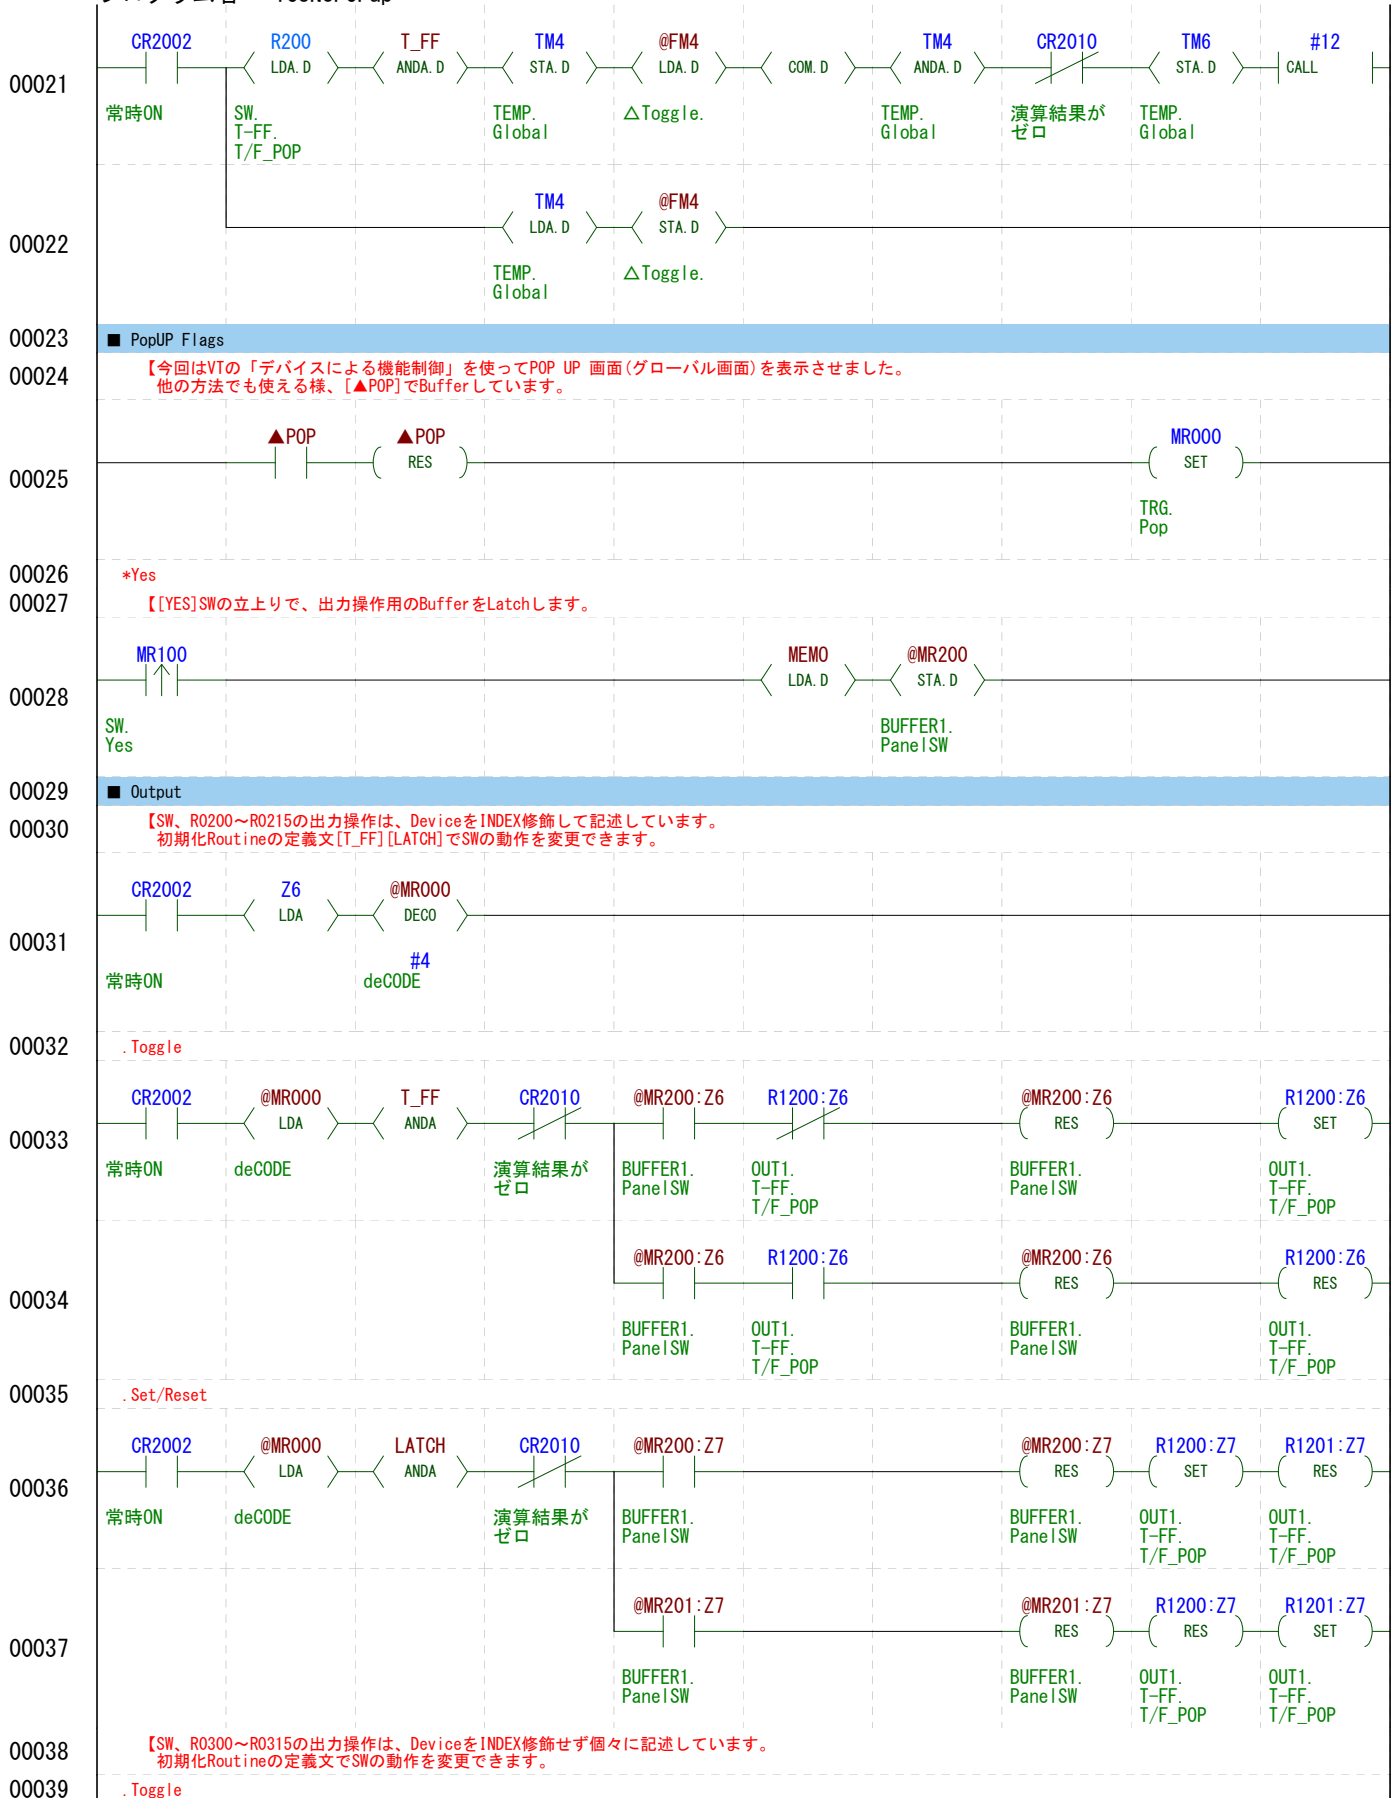 CR2002 R200 T_FF TM4 @FM4 TM4 CR2010 TM6 #12
00021 LDA.D ANDA.D STA.D LDA.D COM.D ANDA.D STA.D CALL
常時ON SW. TEMP. △Toggle. TEMP. 演算結果が TEMP.
T-FF. Global Global ゼロ Global
T/F_POP
TM4 @FM4
00022 LDA.D STA.D
TEMP. △Toggle.
Global
00023 ■ PopUP Flags
00024 【今回はVTの「デバイスによる機能制御」を使ってPOP UP 画面(グローバル画面)を表示させました。
他の方法でも使える様、[▲POP]でBufferしています。
▲POP ▲POP MR000
00025 RES SET
TRG.
Pop
00026 *Yes
00027 【[YES]SWの立上りで、出力操作用のBufferをLatchします。
MR100 MEMO @MR200
00028 LDA.D STA.D
SW. BUFFER1.
Yes PanelSW
00029 ■ Output
00030 【SW、R0200～R0215の出力操作は、DeviceをINDEX修飾して記述しています。
初期化Routineの定義文[T_FF][LATCH]でSWの動作を変更できます。
CR2002 Z6 @MR000
00031 LDA DECO
#4
常時ON deCODE
00032 .Toggle
CR2002 @MR000 T_FF CR2010 @MR200:Z6 R1200:Z6 @MR200:Z6 R1200:Z6
00033 LDA ANDA RES SET
常時ON deCODE 演算結果が BUFFER1. OUT1. BUFFER1. OUT1.
ゼロ PanelSW T-FF. PanelSW T-FF.
T/F_POP T/F_POP
@MR200:Z6 R1200:Z6 @MR200:Z6 R1200:Z6
00034 RES RES
BUFFER1. OUT1. BUFFER1. OUT1.
PanelSW T-FF. PanelSW T-FF.
T/F_POP T/F_POP
00035 .Set/Reset
CR2002 @MR000 LATCH CR2010 @MR200:Z7 @MR200:Z7 R1200:Z7 R1201:Z7
00036 LDA ANDA RES SET RES
常時ON deCODE 演算結果が BUFFER1. BUFFER1. OUT1. OUT1.
ゼロ PanelSW PanelSW T-FF. T-FF.
T/F_POP T/F_POP
@MR201:Z7 @MR201:Z7 R1200:Z7 R1201:Z7
00037 RES RES SET
BUFFER1. BUFFER1. OUT1. OUT1.
PanelSW PanelSW T-FF. T-FF.
T/F_POP T/F_POP
00038 【SW、R0300～R0315の出力操作は、DeviceをINDEX修飾せず個々に記述しています。
初期化Routineの定義文でSWの動作を変更できます。
00039 .Toggle